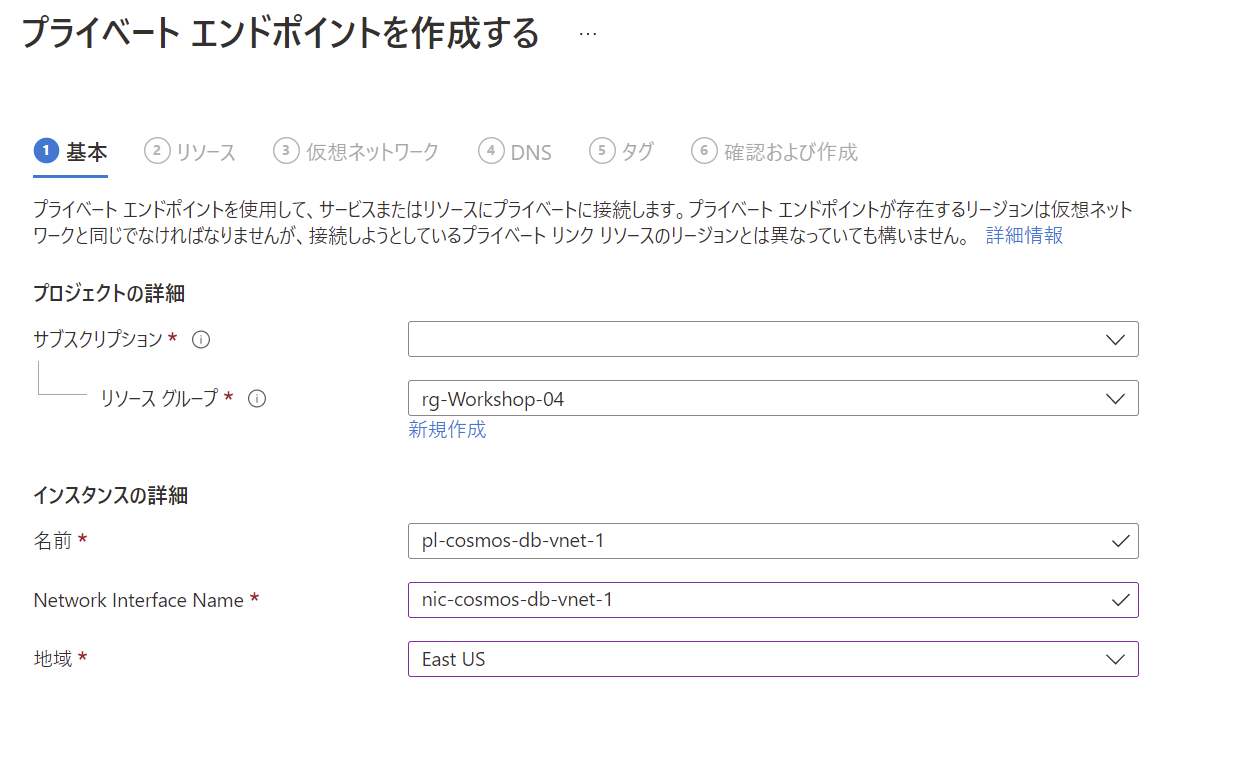 プライベート エンドポイントを作成する ...
1 基本 2 リソース 3 仮想ネットワーク 4 DNS 5 タグ 6 確認および作成
プライベート エンドポイントを使用して、サービスまたはリソースにプライベートに接続します。プライベート エンドポイントが存在するリージョンは仮想ネット
ワークと同じでなければなりませんが、接続しようとしているプライベート リンク リソースのリージョンとは異なっていても構いません。 詳細情報
プロジェクトの詳細
サブスクリプション *
リソース グループ * rg-Workshop-04
新規作成
インスタンスの詳細
名前 * pl-cosmos-db-vnet-1
Network Interface Name * nic-cosmos-db-vnet-1
地域 * East US